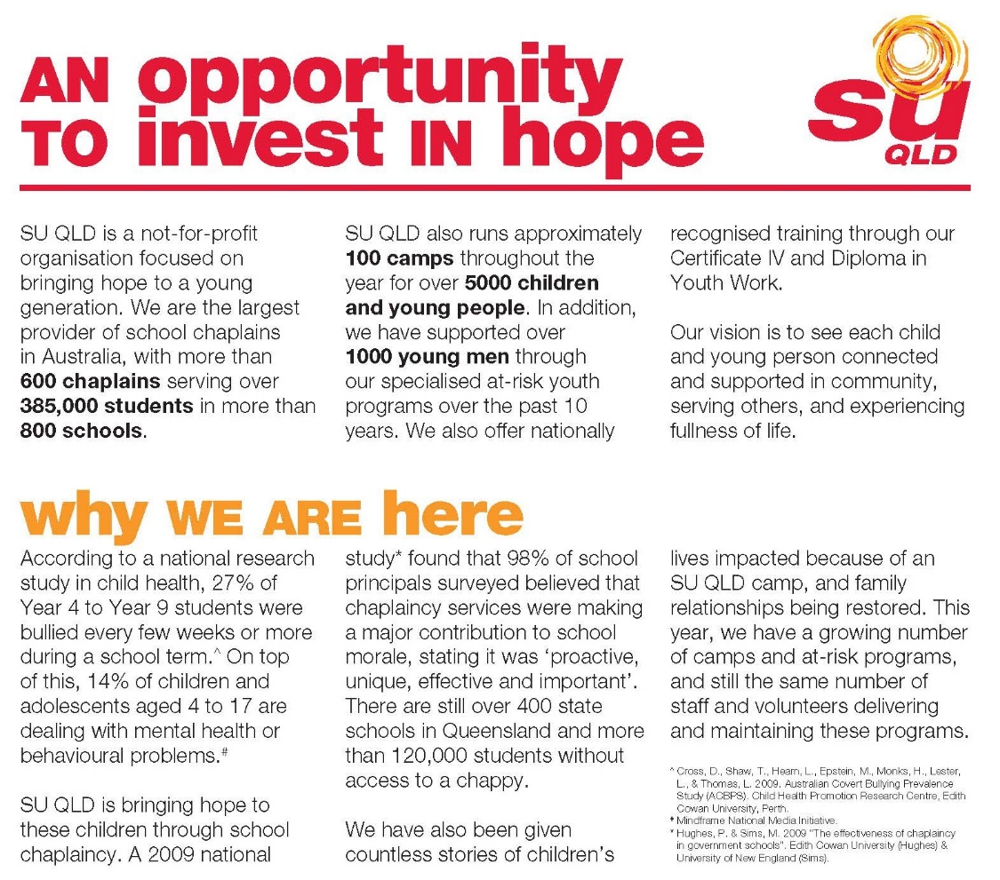 AN opportunity
TO invest IN hope
su
QLD
SU QLD is a not-for-profit
organisation focused on
bringing hope to a young
generation. We are the largest
provider of school chaplains
in Australia, with more than
600 chaplains serving over
385,000 students in more than
800 schools.
SU QLD also runs approximately
100 camps throughout the
year for over 5000 children
and young people. In addition,
we have supported over
1000 young men through
our specialised at-risk youth
programs over the past 10
years. We also offer nationally
recognised training through our
Certificate IV and Diploma in
Youth Work.
Our vision is to see each child
and young person connected
and supported in community,
serving others, and experiencing
fullness of life.
why WE ARE here
According to a national research
study in child health, 27% of
Year 4 to Year 9 students were
bullied every few weeks or more
during a school term.^ On top
of this, 14% of children and
adolescents aged 4 to 17 are
dealing with mental health or
behavioural problems.#
SU QLD is bringing hope to
these children through school
chaplaincy. A 2009 national
study* found that 98% of school
principals surveyed believed that
chaplaincy services were making
a major contribution to school
morale, stating it was ‘proactive,
unique, effective and important’.
There are still over 400 state
schools in Queensland and more
than 120,000 students without
access to a chappy.
We have also been given
countless stories of children’s
lives impacted because of an
SU QLD camp, and family
relationships being restored. This
year, we have a growing number
of camps and at-risk programs,
and still the same number of
staff and volunteers delivering
and maintaining these programs.
^ Cross, D., Shaw, T., Hearn, L., Epstein, M., Monks, H., Lester,
L., & Thomas, L. 2009. Australian Covert Bullying Prevalence
Study (ACBPS). Child Health Promotion Research Centre, Edith
Cowan University, Perth.
# Mindframe National Media Initiative.
* Hughes, P. & Sims, M. 2009 "The effectiveness of chaplaincy
in government schools". Edith Cowan University (Hughes) &
University of New England (Sims).